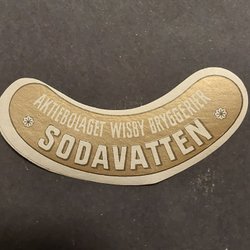 AKTIEBOLAGET WISBY BRYGGERIER
SODAVATTEN